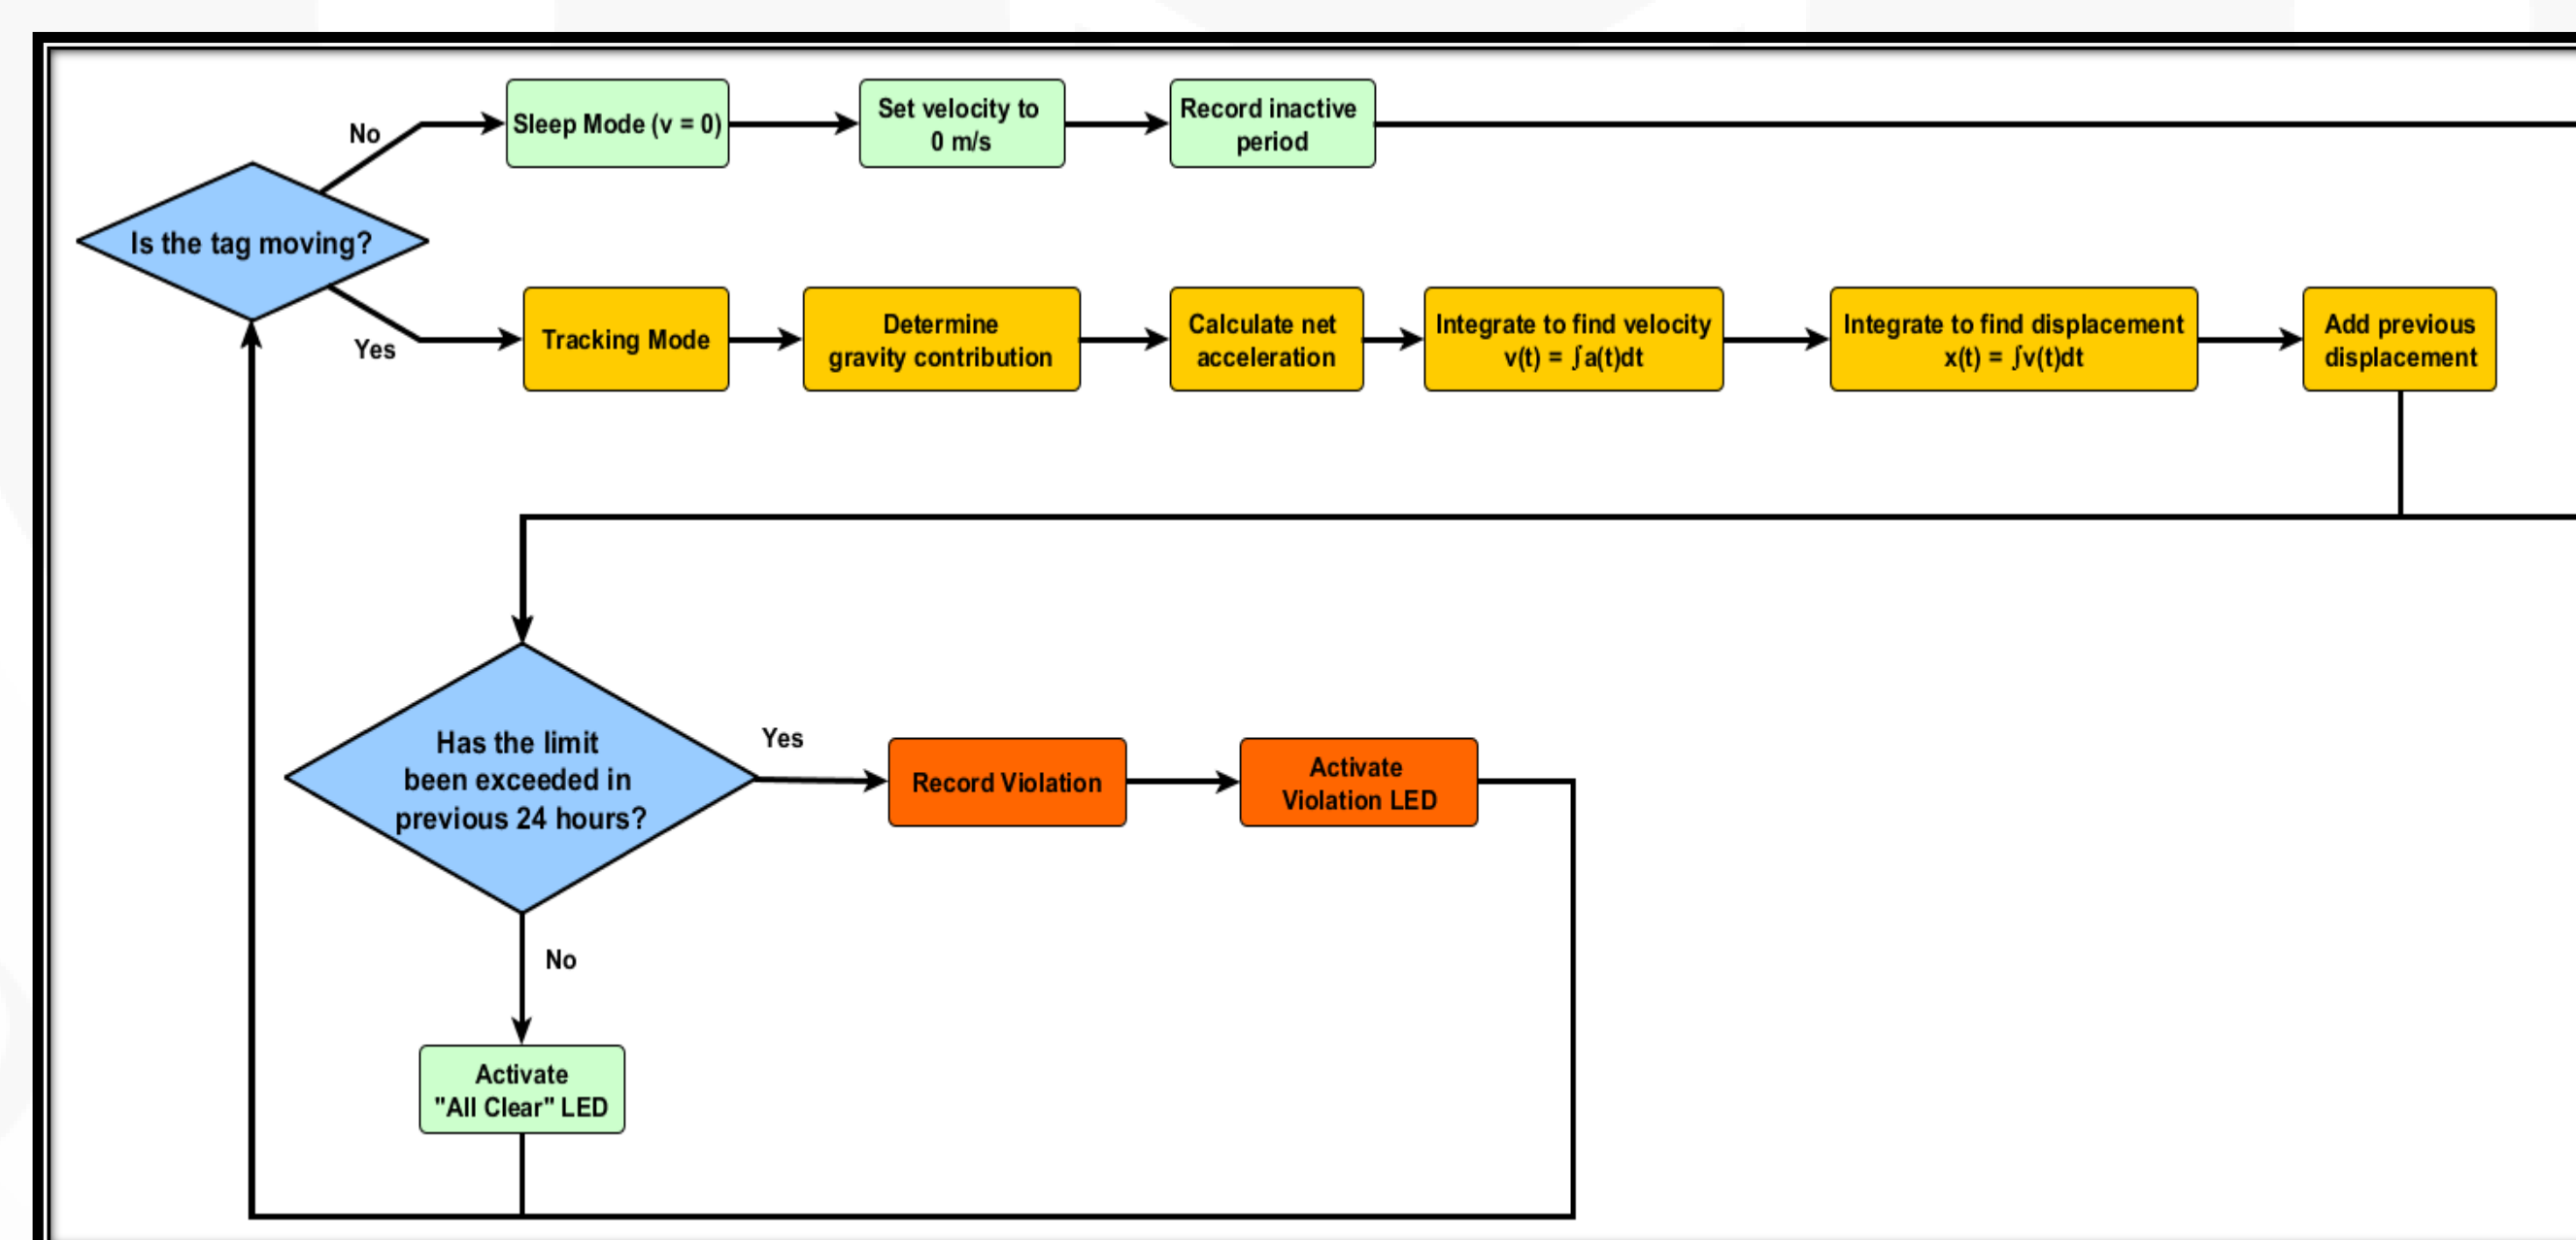 No
Sleep Mode (v = 0)
Set velocity to
0 m/s
Record inactive
period
Is the tag moving?
Yes
Tracking Mode
Determine
gravity contribution
Calculate net
acceleration
Integrate to find velocity
v(t) = ∫a(t)dt
Integrate to find displacement
x(t) = ∫v(t)dt
Add previous
displacement
Has the limit
been exceeded in
previous 24 hours?
Yes
Record Violation
Activate
Violation LED
No
Activate
"All Clear" LED